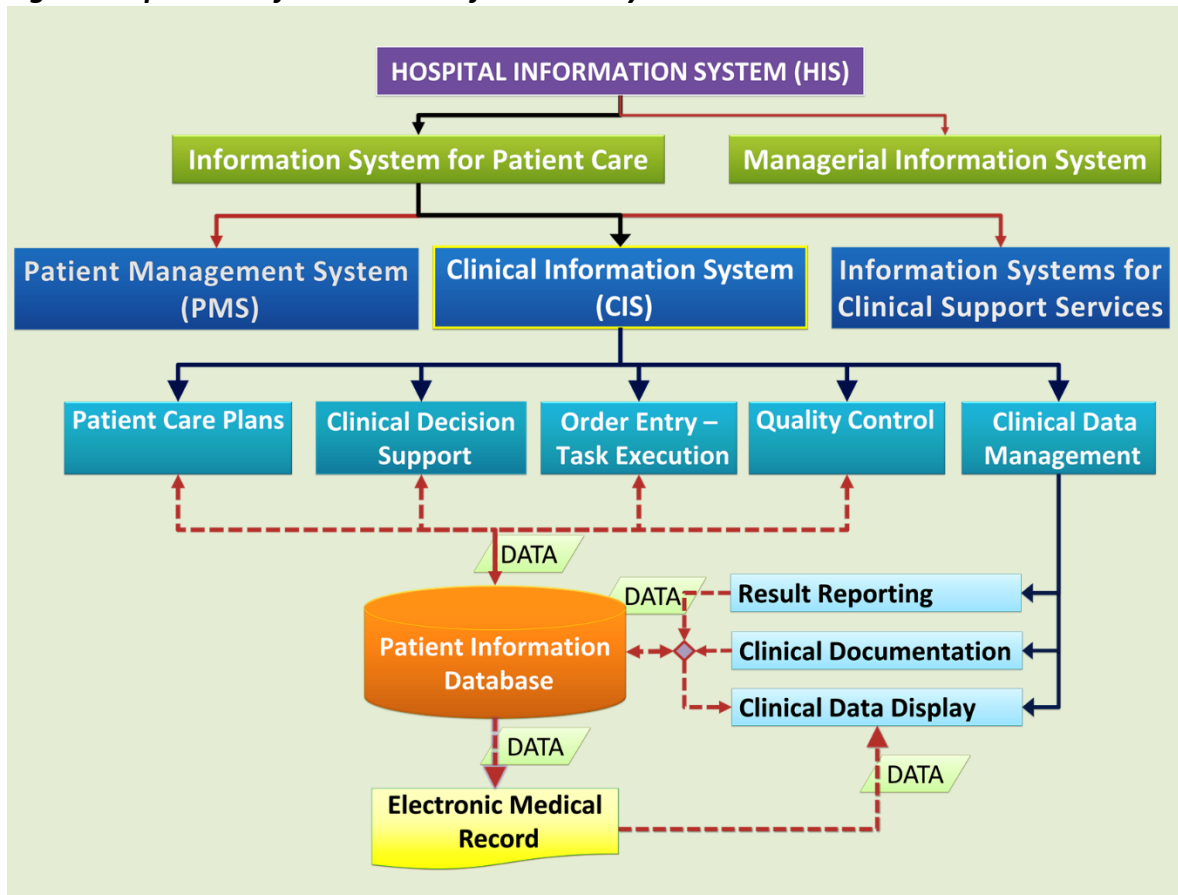 HOSPITAL INFORMATION SYSTEM (HIS)
Information System for Patient Care
Managerial Information System
Patient Management System
(PMS)
Clinical Information System
(CIS)
Information Systems for
Clinical Support Services
Patient Care Plans
Clinical Decision
Support
Order Entry –
Task Execution
Quality Control
Clinical Data
Management
DATA
DATA
Result Reporting
Patient Information
Database
Clinical Documentation
Clinical Data Display
DATA
DATA
Electronic Medical
Record